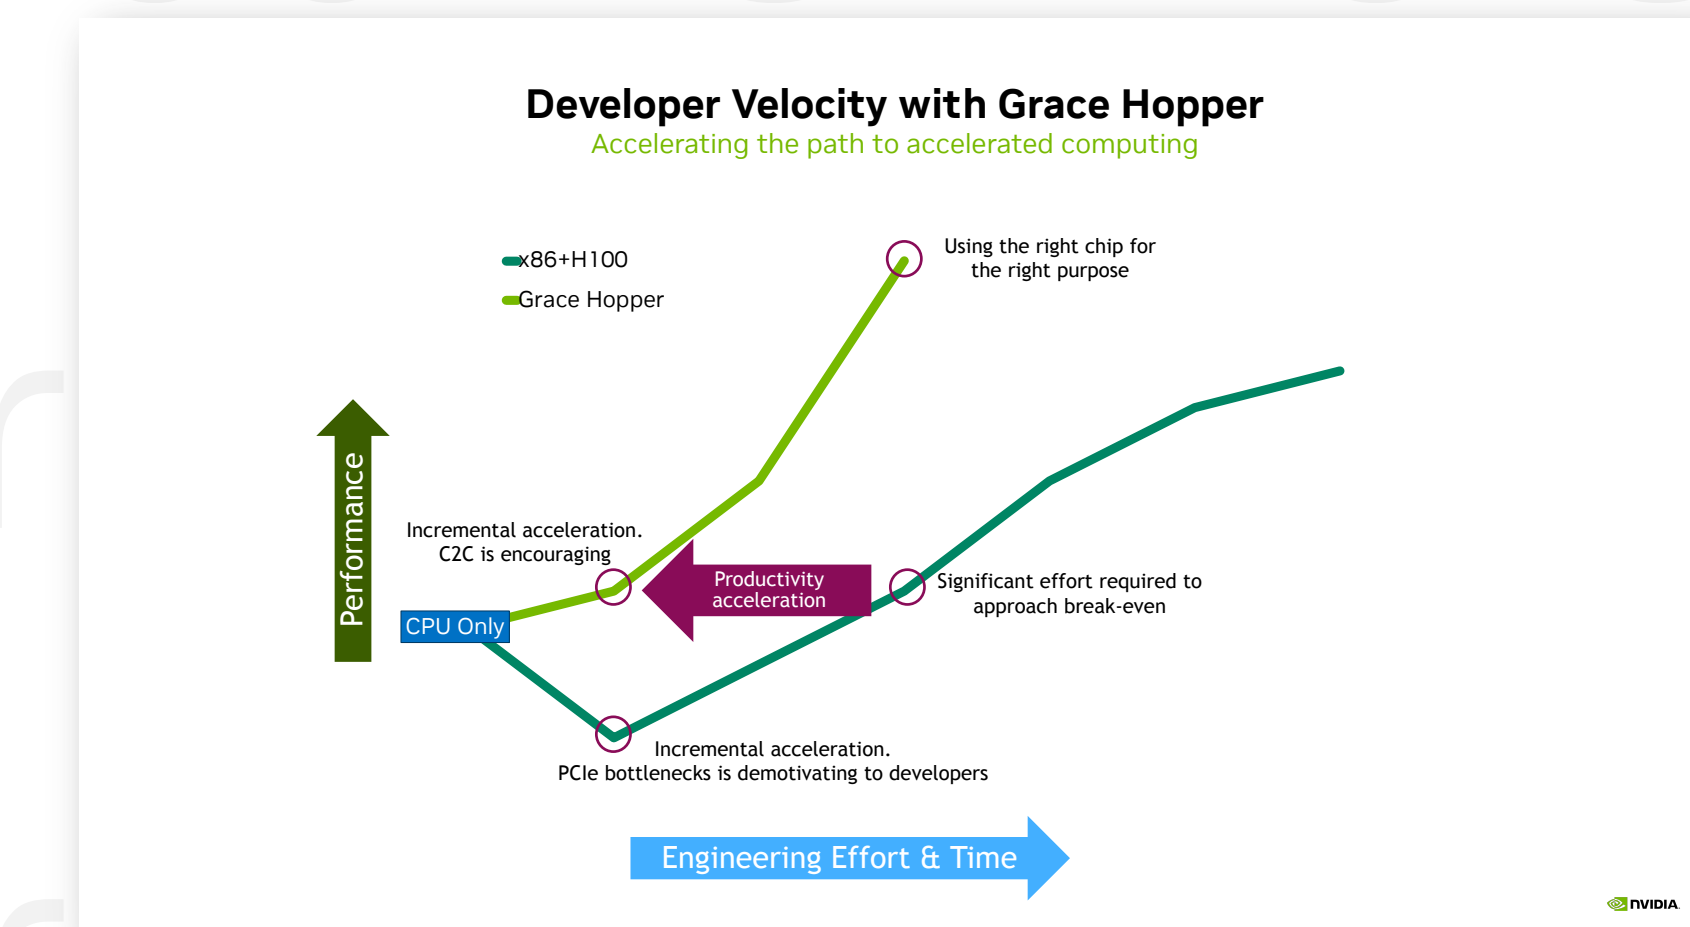 Developer Velocity with Grace Hopper
Accelerating the path to accelerated computing
x86+H100
Grace Hopper
Using the right chip for
the right purpose
Performance
Incremental acceleration.
C2C is encouraging
Productivity
acceleration
Significant effort required to
approach break-even
CPU Only
Incremental acceleration.
PCIe bottlenecks is demotivating to developers
Engineering Effort & Time
NVIDIA.